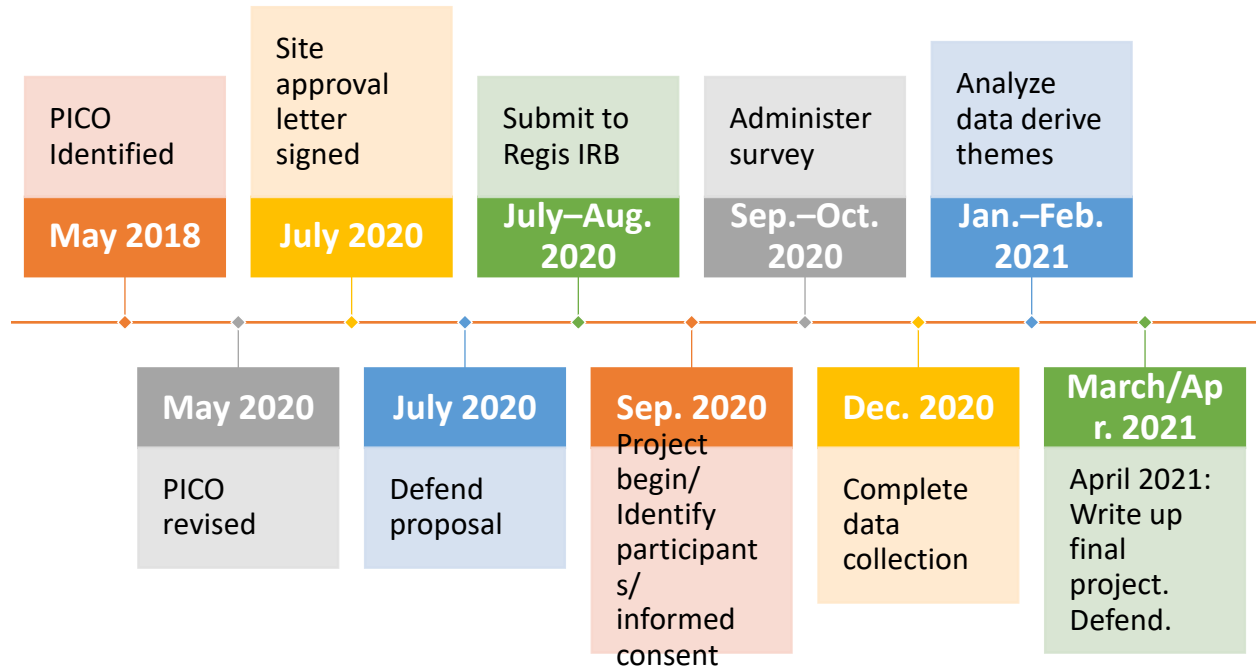 PICO
Identified
May 2018
May 2020
PICO
revised
Site
approval
letter
signed
July 2020
July 2020
Defend
proposal
Submit to
Regis IRB
July–Aug.
2020
Sep. 2020
Project
begin/
Identify
participant
s/
informed
consent
Administer
survey
Sep.–Oct.
2020
Dec. 2020
Complete
data
collection
Analyze
data derive
themes
Jan.–Feb.
2021
March/Ap
r. 2021
April 2021:
Write up
final
project.
Defend.